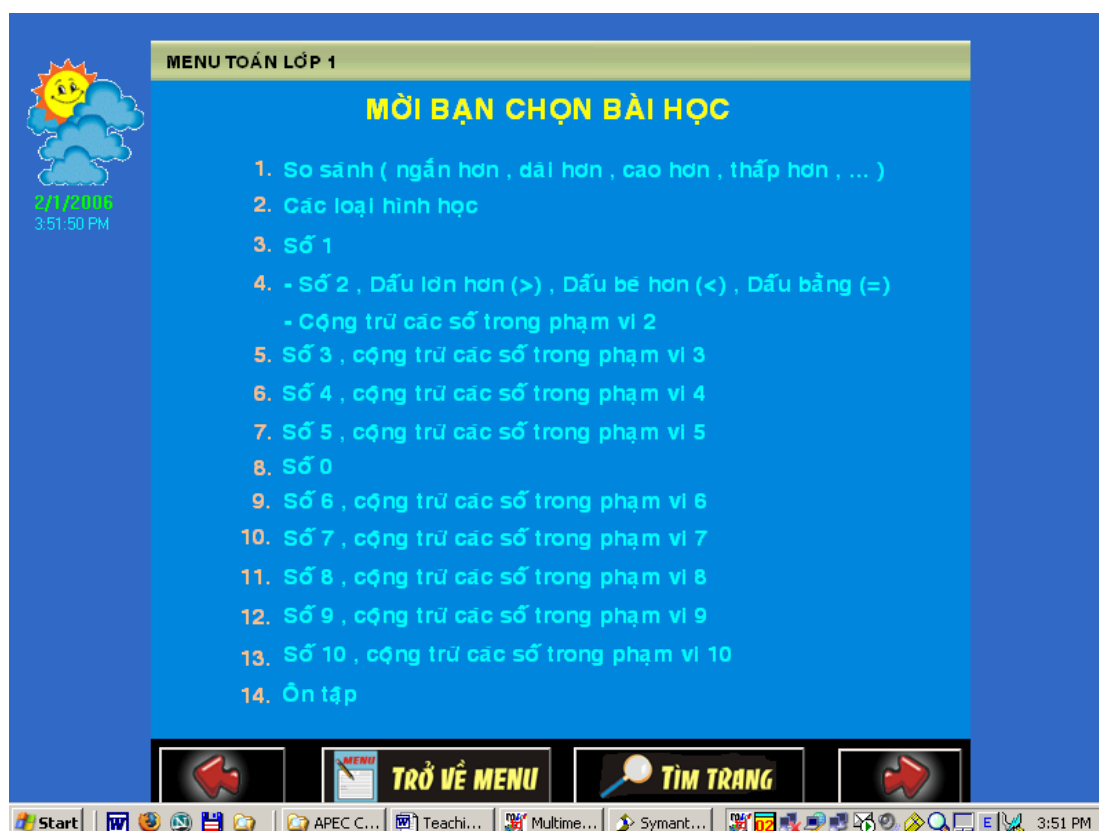 MENU TOÁN LỚP 1
MỜI BẠN CHỌN BÀI HỌC
1. So sánh ( ngắn hơn , dài hơn , cao hơn , thấp hơn , ... )
2/1/2006
2. Các loại hình học
3:51:50 PM
3. Số 1
4. - Số 2 , Dấu lớn hơn (>) , Dấu bé hơn (<) , Dấu bằng (=)
- Cộng trừ các số trong phạm vi 2
5. Số 3 , cộng trừ các số trong phạm vi 3
6. Số 4 , cộng trừ các số trong phạm vi 4
7. Số 5 , cộng trừ các số trong phạm vi 5
8. Số 0
9. Số 6 , cộng trừ các số trong phạm vi 6
10. Số 7 , cộng trừ các số trong phạm vi 7
11. Số 8 , cộng trừ các số trong phạm vi 8
12. Số 9 , cộng trừ các số trong phạm vi 9
13. Số 10 , cộng trừ các số trong phạm vi 10
14. Ôn tập
MENU TRỞ VỀ MENU TÌM TRANG
Start APEC C... Teachi... Multime... Symant... 02 E 3:51 PM